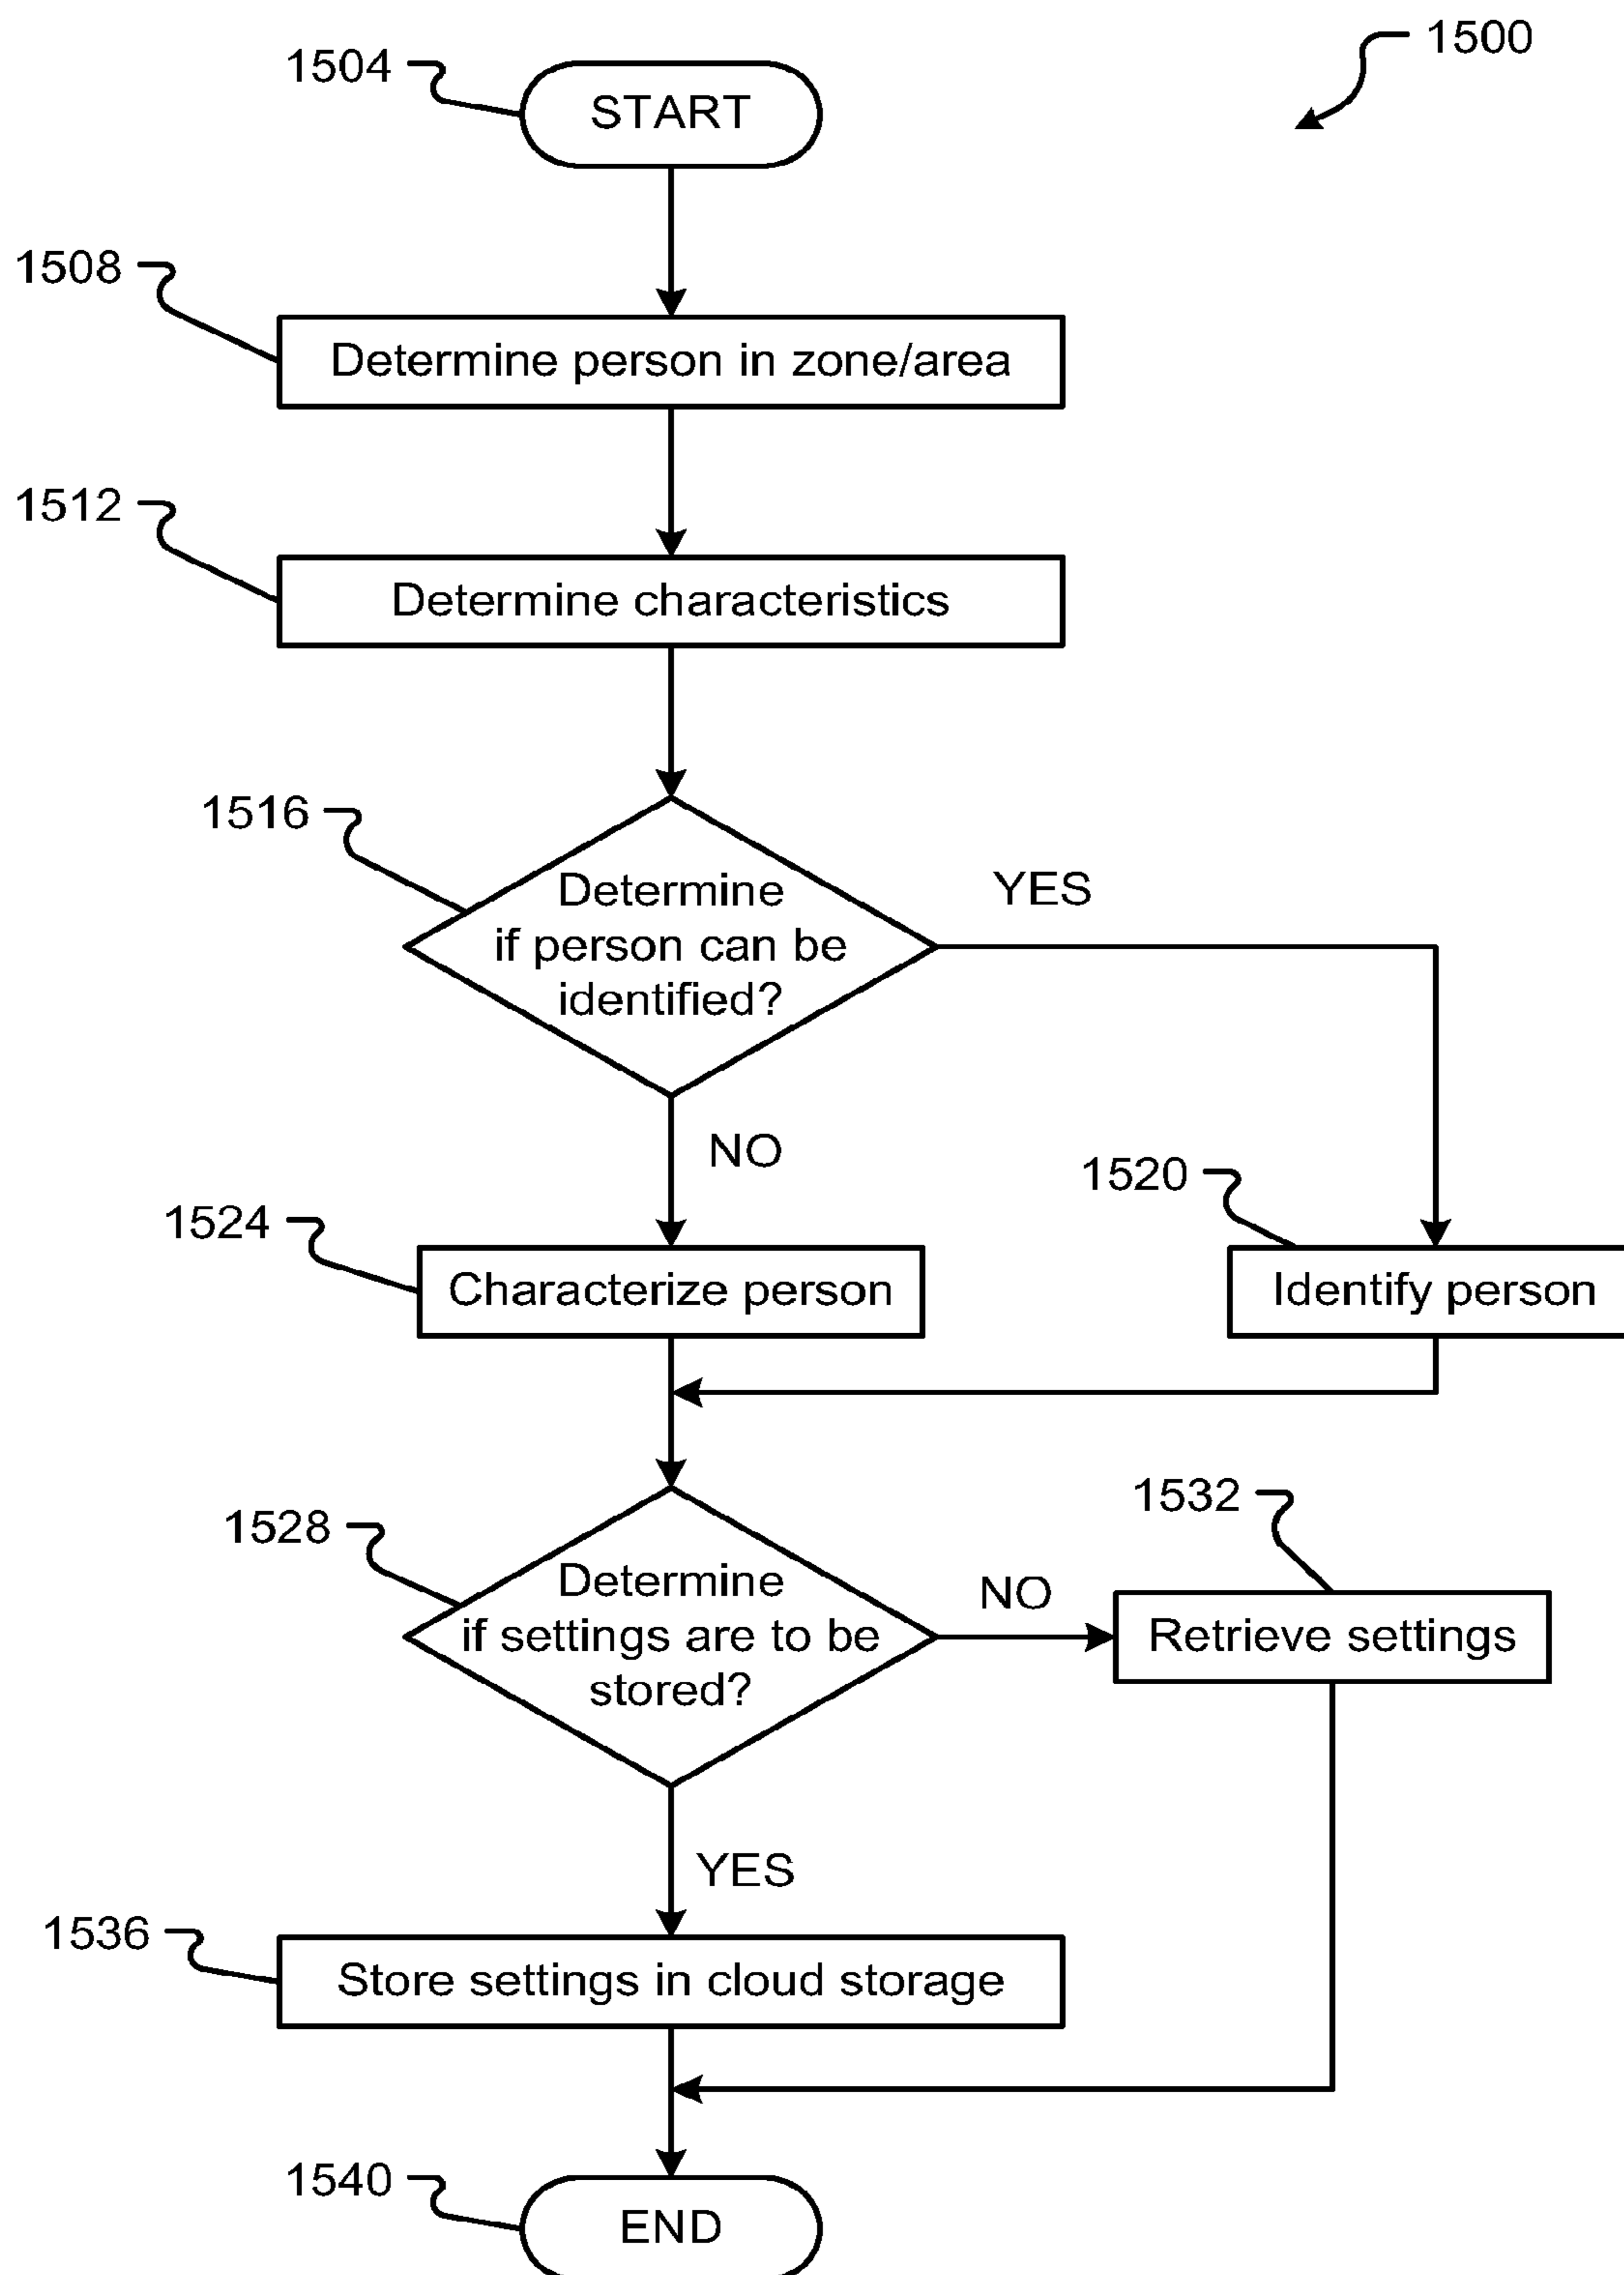 1500
1504
START
1508
Determine person in zone/area
1512
Determine characteristics
1516
Determine
if person can be
identified?
YES
NO
1520
1524
Characterize person
Identify person
1528
Determine
if settings are to be
stored?
NO
1532
Retrieve settings
YES
1536
Store settings in cloud storage
1540
END